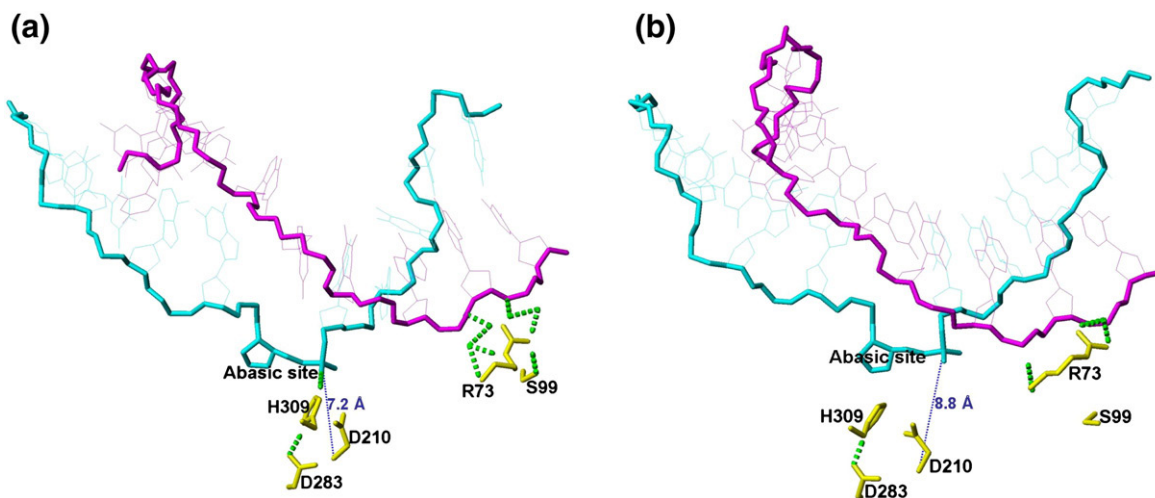 (a)
Abasic site
R73
S99
H309
7.2 Å
D210
D283
(b)
Abasic site
R73
H309
8.8 Å
S99
D210
D283